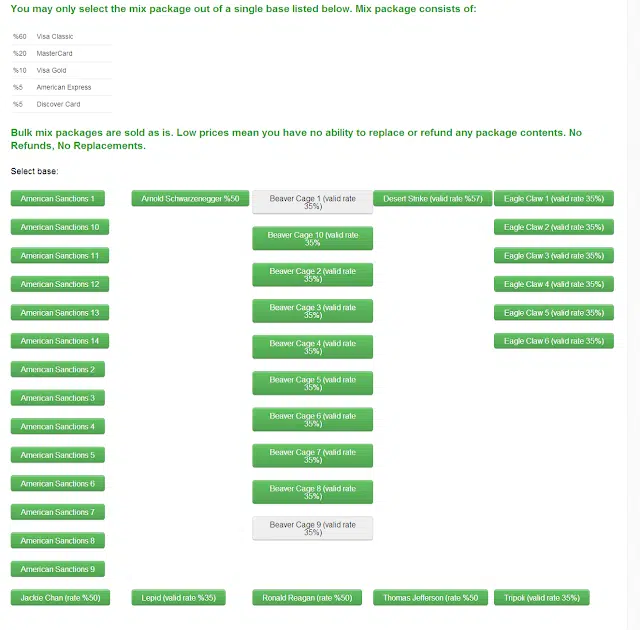 You may only select the mix package out of a single base listed below. Mix package consists of:
%60 Visa Classic
%20 MasterCard
%10 Visa Gold
%5 American Express
%5 Discover Card
Bulk mix packages are sold as is. Low prices mean you have no ability to replace or refund any package contents. No
Refunds, No Replacements.
Select base:
American Sanctions 1
American Sanctions 10
American Sanctions 11
American Sanctions 12
American Sanctions 13
American Sanctions 14
American Sanctions 2
American Sanctions 3
American Sanctions 4
American Sanctions 5
American Sanctions 6
American Sanctions 7
American Sanctions 8
American Sanctions 9
Arnold Schwarzenegger %50
Beaver Cage 1 (valid rate
35%)
Beaver Cage 10 (valid rate
35%
Beaver Cage 2 (valid rate
35%)
Beaver Cage 3 (valid rate
35%)
Beaver Cage 4 (valid rate
35%)
Beaver Cage 5 (valid rate
35%)
Beaver Cage 6 (valid rate
35%)
Beaver Cage 7 (valid rate
35%)
Beaver Cage 8 (valid rate
35%)
Beaver Cage 9 (valid rate
35%)
Desert Strike (valid rate %57)
Eagle Claw 1 (valid rate 35%)
Eagle Claw 2 (valid rate 35%)
Eagle Claw 3 (valid rate 35%)
Eagle Claw 4 (valid rate 35%)
Eagle Claw 5 (valid rate 35%)
Eagle Claw 6 (valid rate 35%)
Jackie Chan (rate %50)
Lepid (valid rate %35)
Ronald Reagan (rate %50)
Thomas Jefferson (rate %50
Tripoli (valid rate 35%)